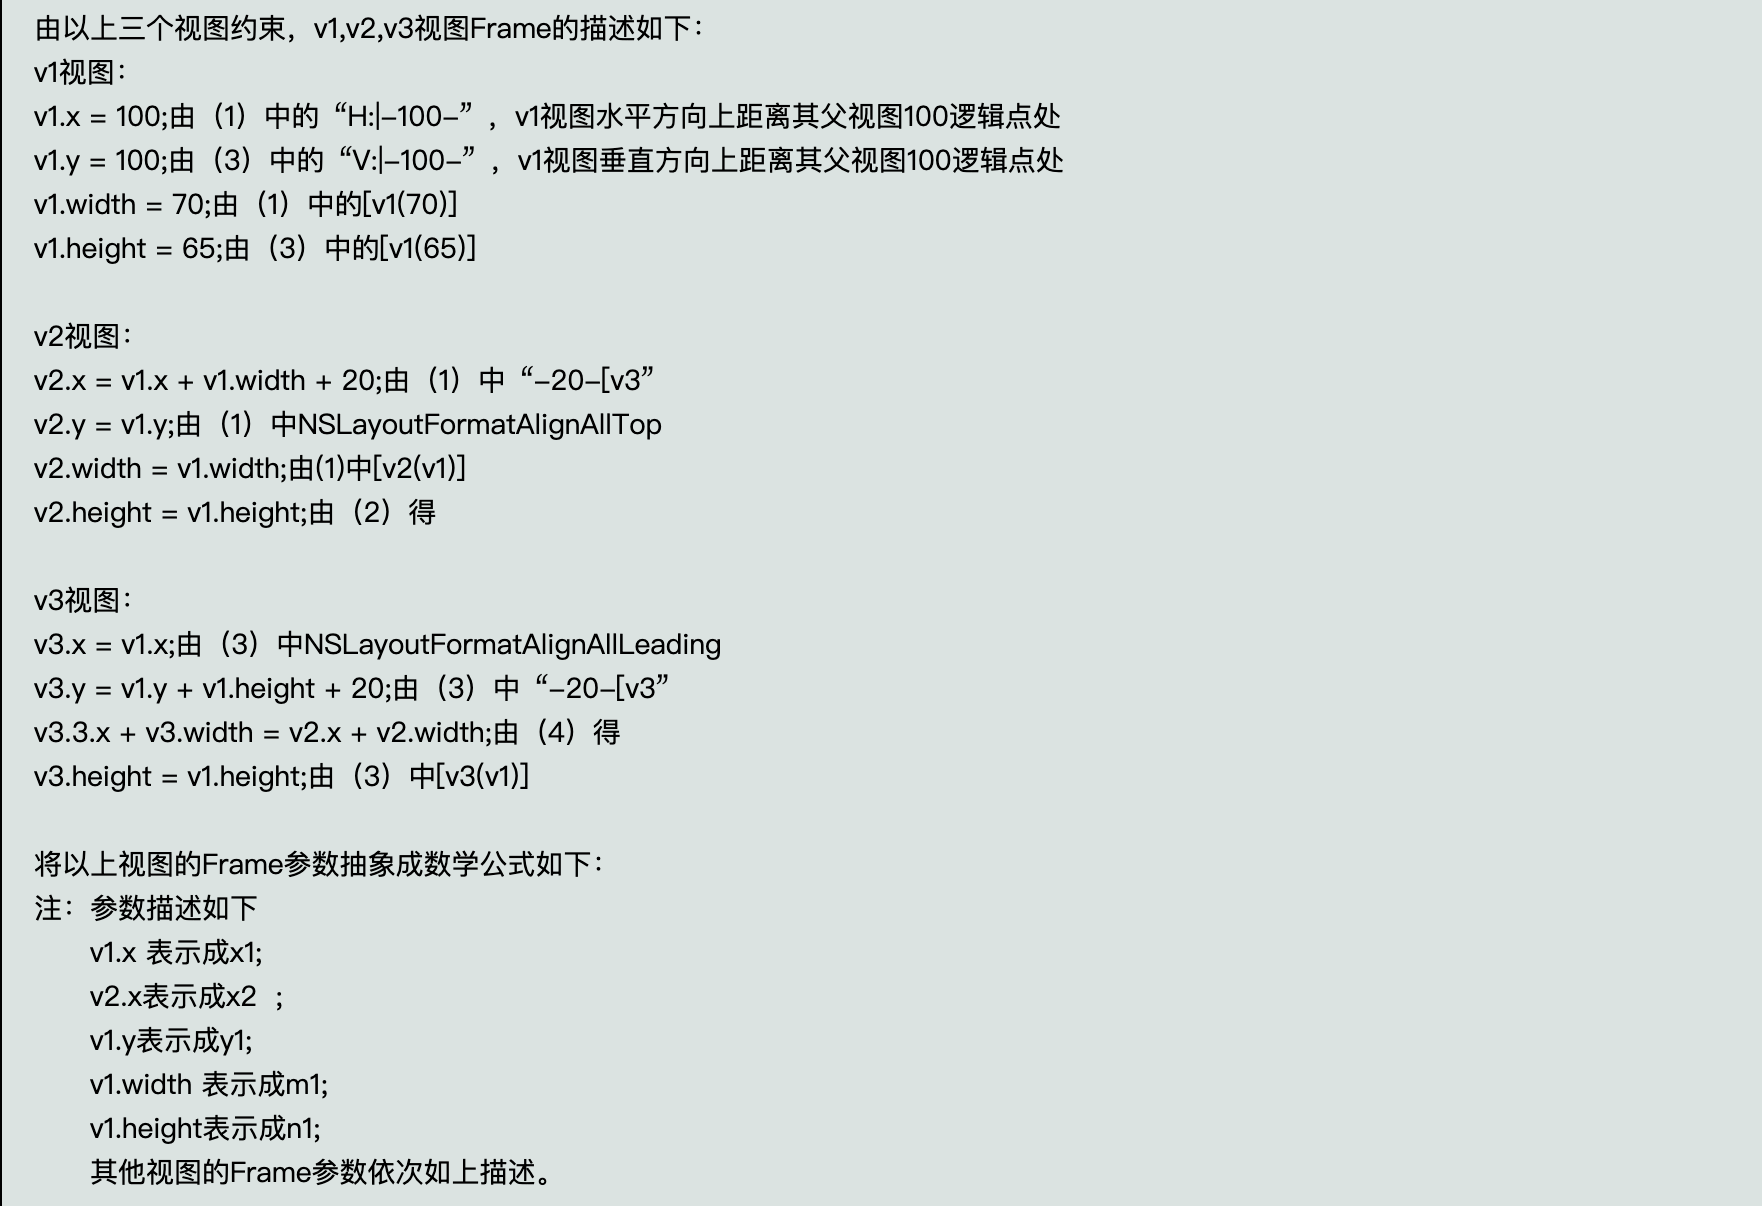 由以上三个视图约束，v1,v2,v3视图Frame的描述如下：
v1视图：
v1.x = 100;由（1）中的“H:|-100-”，v1视图水平方向上距离其父视图100逻辑点处
v1.y = 100;由（3）中的“V:|-100-”，v1视图垂直方向上距离其父视图100逻辑点处
v1.width = 70;由（1）中的[v1(70)]
v1.height = 65;由（3）中的[v1(65)]
v2视图：
v2.x = v1.x + v1.width + 20;由（1）中“-20-[v3”
v2.y = v1.y;由（1）中NSLayoutFormatAlignAllTop
v2.width = v1.width;由(1)中[v2(v1)]
v2.height = v1.height;由（2）得
v3视图：
v3.x = v1.x;由（3）中NSLayoutFormatAlignAllLeading
v3.y = v1.y + v1.height + 20;由（3）中“-20-[v3”
v3.3.x + v3.width = v2.x + v2.width;由（4）得
v3.height = v1.height;由（3）中[v3(v1)]
将以上视图的Frame参数抽象成数学公式如下：
注：参数描述如下
v1.x 表示成x1;
v2.x表示成x2 ；
v1.y表示成y1;
v1.width 表示成m1;
v1.height表示成n1;
其他视图的Frame参数依次如上描述。